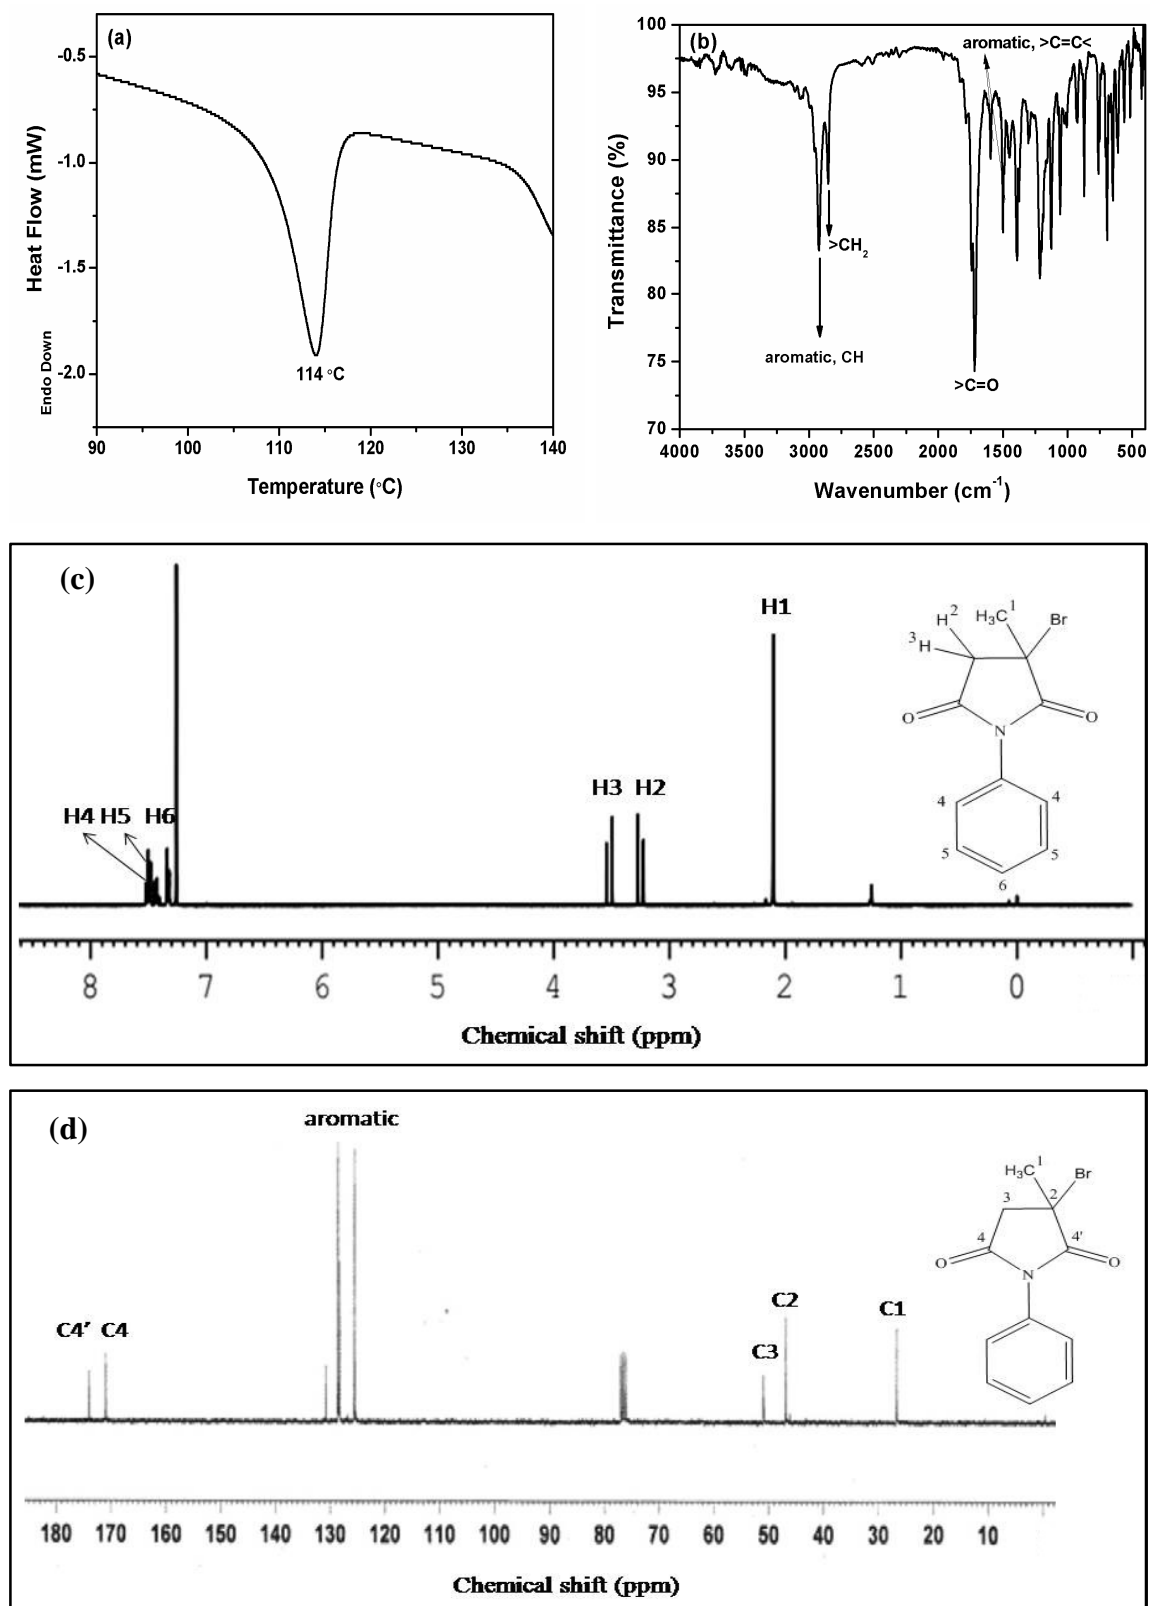 (a)
-0.5
-1.0
-1.5
-2.0
Heat Flow (mW)
Endo Down
114 °C
90 100 110 120 130 140
Temperature (°C)
(b)
100
95
90
85
80
75
70
Transmittance (%)
aromatic, >C=C<
>CH₂
aromatic, CH
>C=O
4000 3500 3000 2500 2000 1500 1000 500
Wavenumber (cm⁻¹)
(c)
H1
H3 H2
H4 H5 H6
H² H₃C¹ Br
³H
O O
N
4 4
5 5
6
8 7 6 5 4 3 2 1 0
Chemical shift (ppm)
(d)
aromatic
C4′ C4
C2
C3
C1
H₃C¹ Br
3 2
4 4'
O O
N
180 170 160 150 140 130 120 110 100 90 80 70 60 50 40 30 20 10
Chemical shift (ppm)